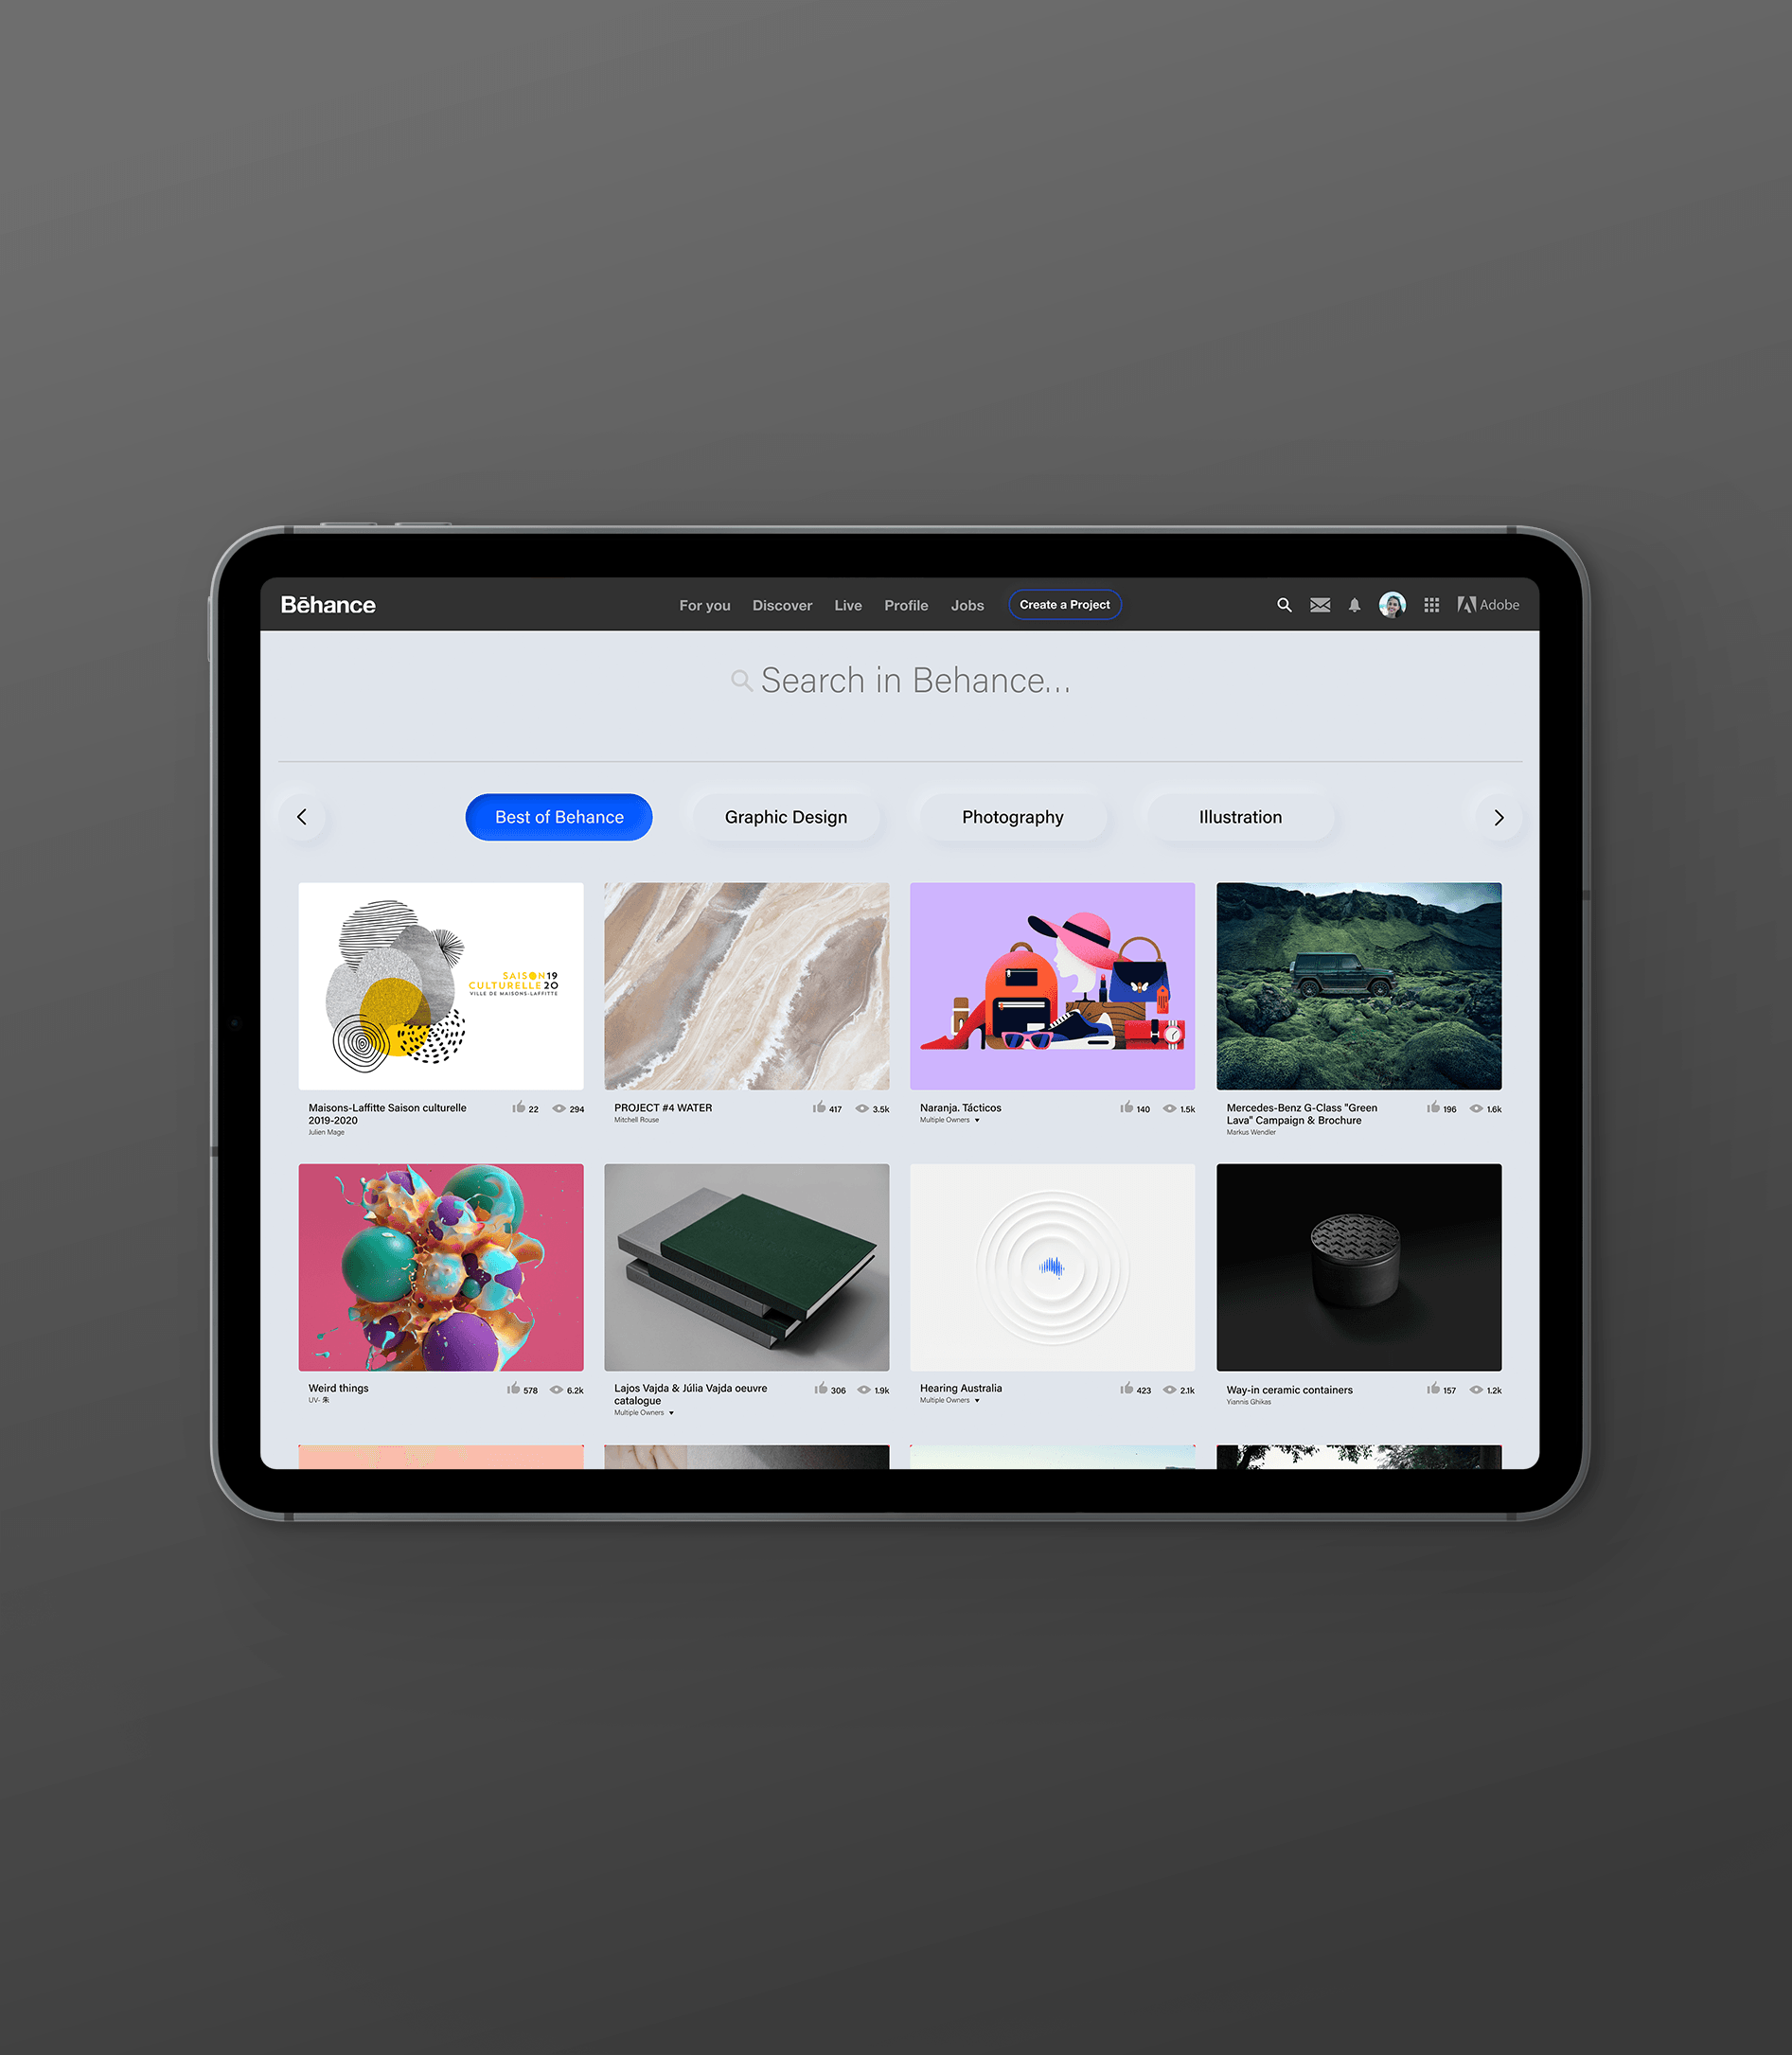 Bēhance
For you Discover Live Profile Jobs Create a Project
Adobe
Search in Behance...
Best of Behance Graphic Design Photography Illustration
SAISON 19
CULTURELLE 20
VILLE DE MAISONS-LAFFITTE
Maisons-Laffitte Saison culturelle
2019-2020
Julien Mage
22 294
PROJECT #4 WATER
Mitchell Rouse
417 3.5k
Naranja. Tácticos
Multiple Owners
140 1.5k
Mercedes-Benz G-Class "Green
Lava" Campaign & Brochure
Markus Wendler
196 1.6k
Weird things
UV- 朱
578 6.2k
Lajos Vajda & Júlia Vajda oeuvre
catalogue
Multiple Owners
306 1.9k
Hearing Australia
Multiple Owners
423 2.1k
Way-in ceramic containers
Yiannis Ghikas
157 1.2k